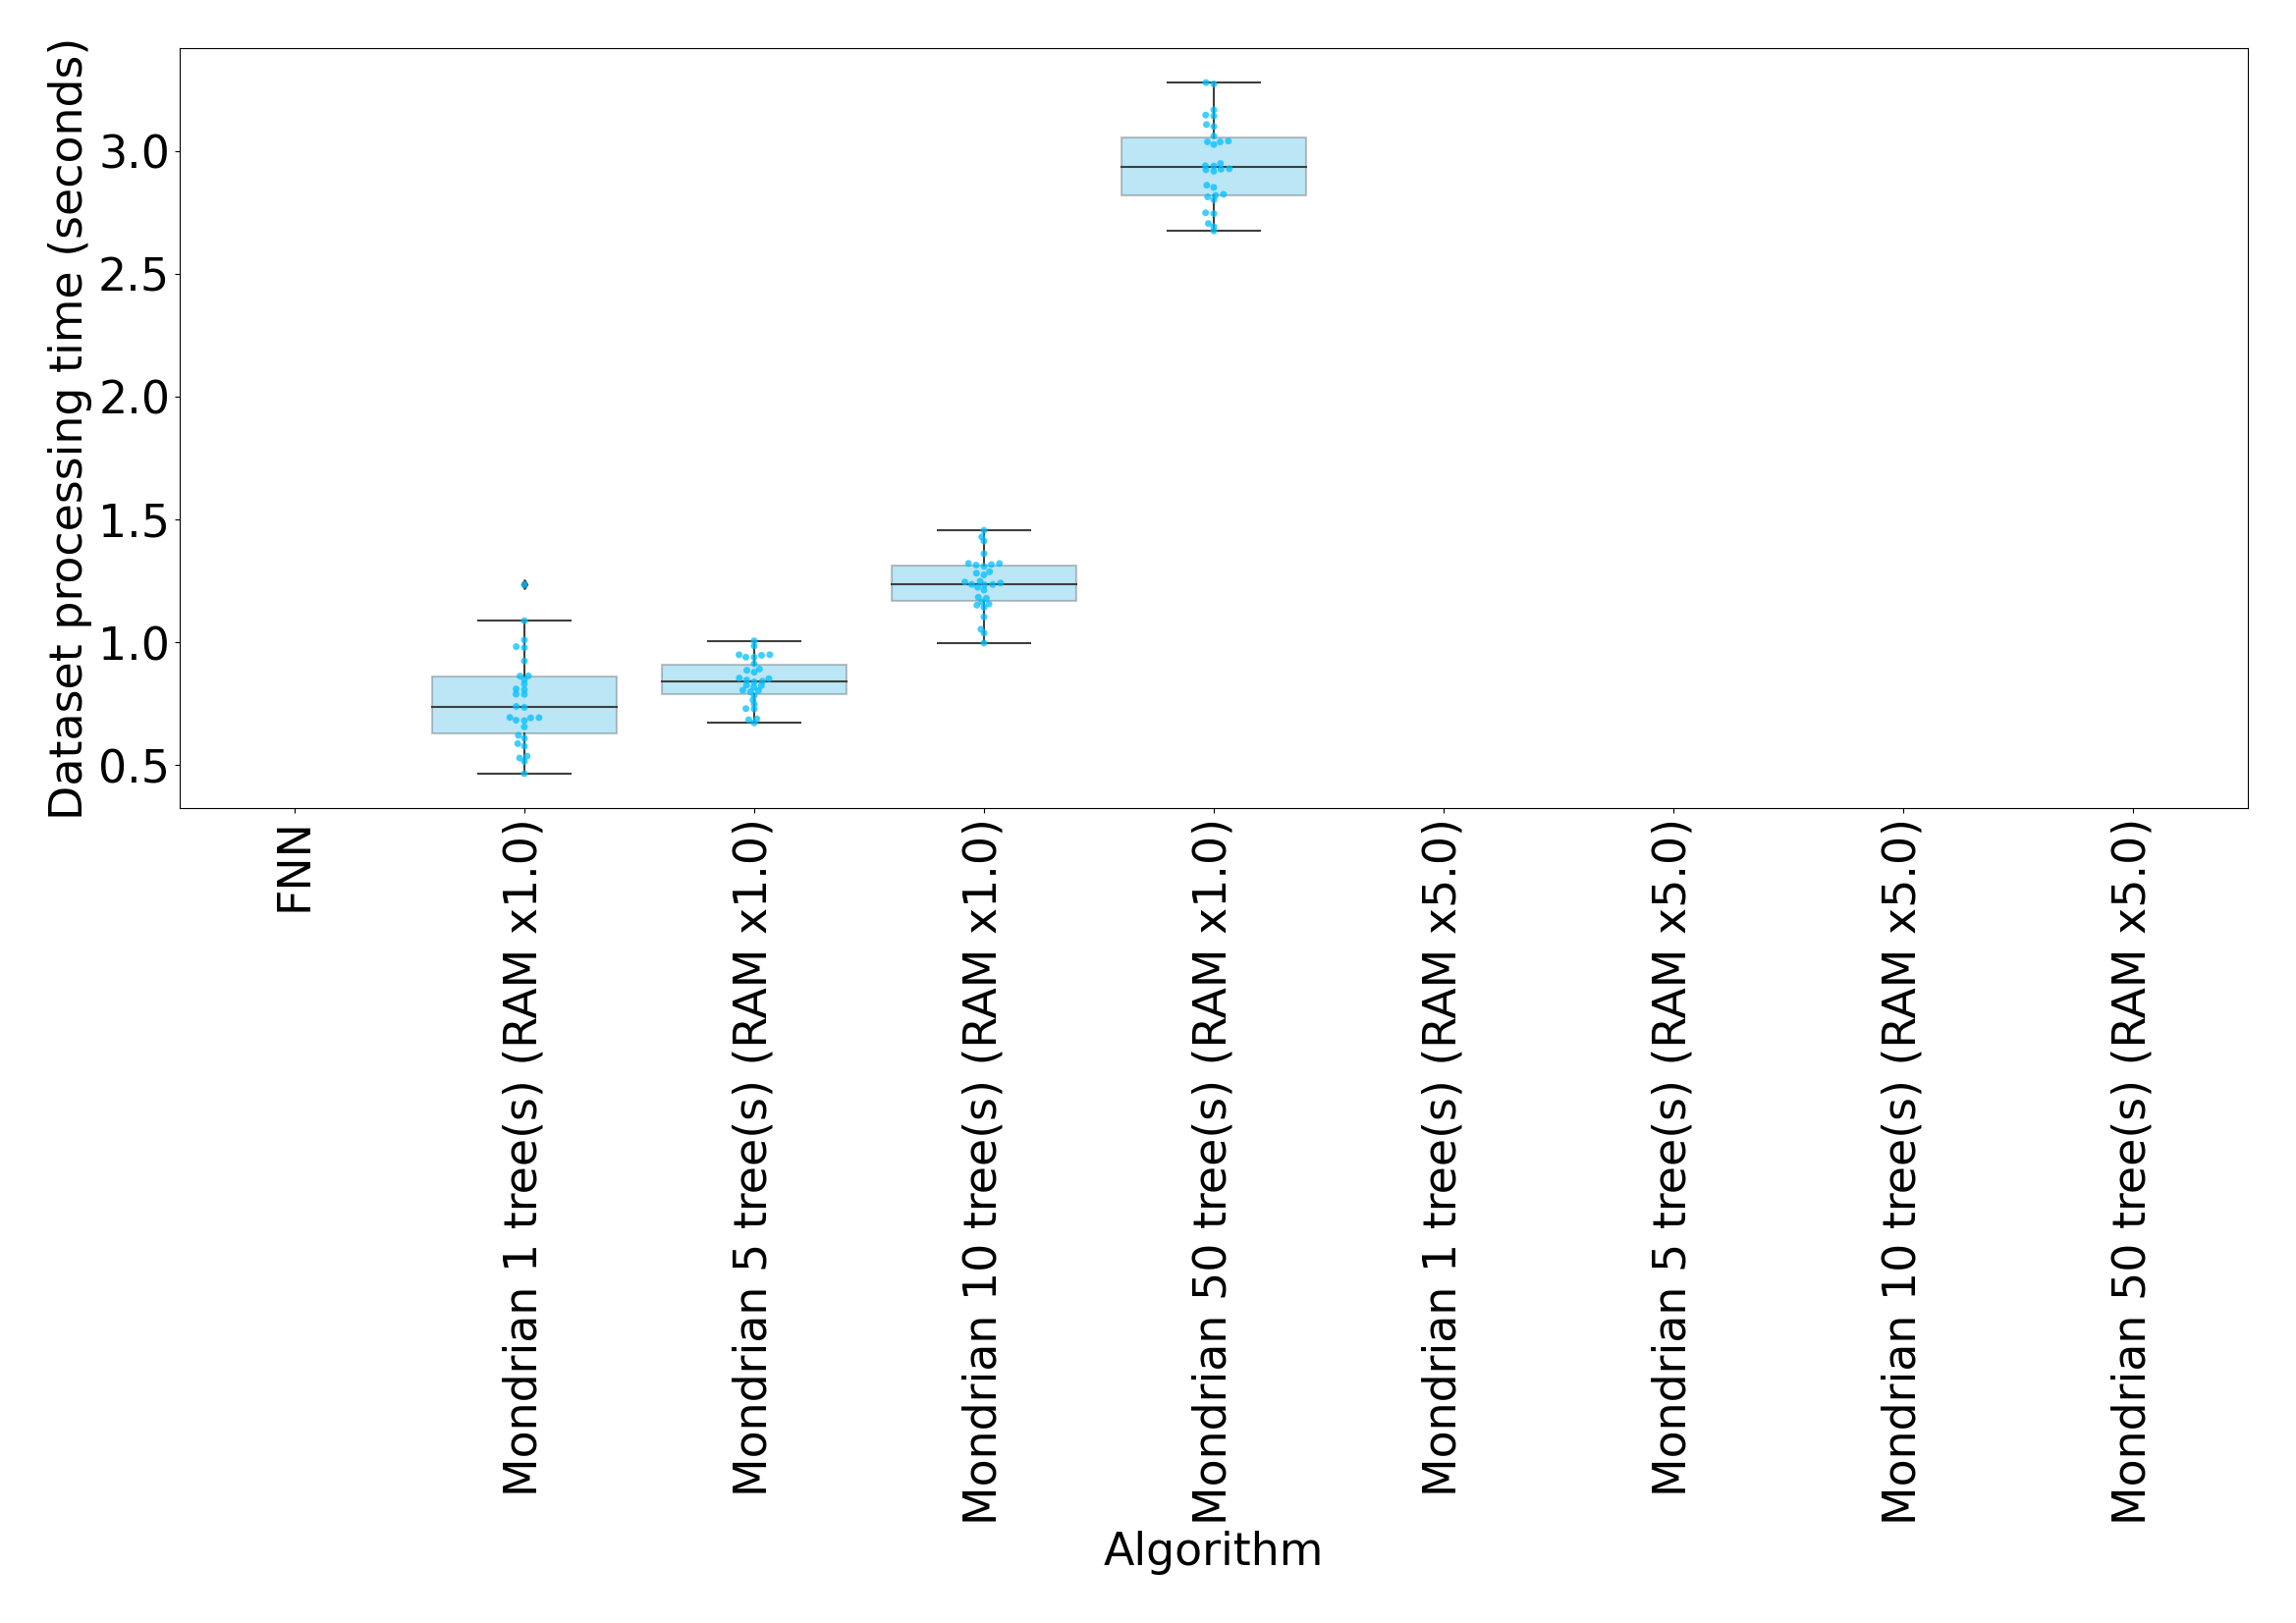 Dataset processing time (seconds)
3.0
2.5
2.0
1.5
1.0
0.5
FNN
Mondrian 1 tree(s) (RAM x1.0)
Mondrian 5 tree(s) (RAM x1.0)
Mondrian 10 tree(s) (RAM x1.0)
Mondrian 50 tree(s) (RAM x1.0)
Mondrian 1 tree(s) (RAM x5.0)
Mondrian 5 tree(s) (RAM x5.0)
Mondrian 10 tree(s) (RAM x5.0)
Mondrian 50 tree(s) (RAM x5.0)
Algorithm